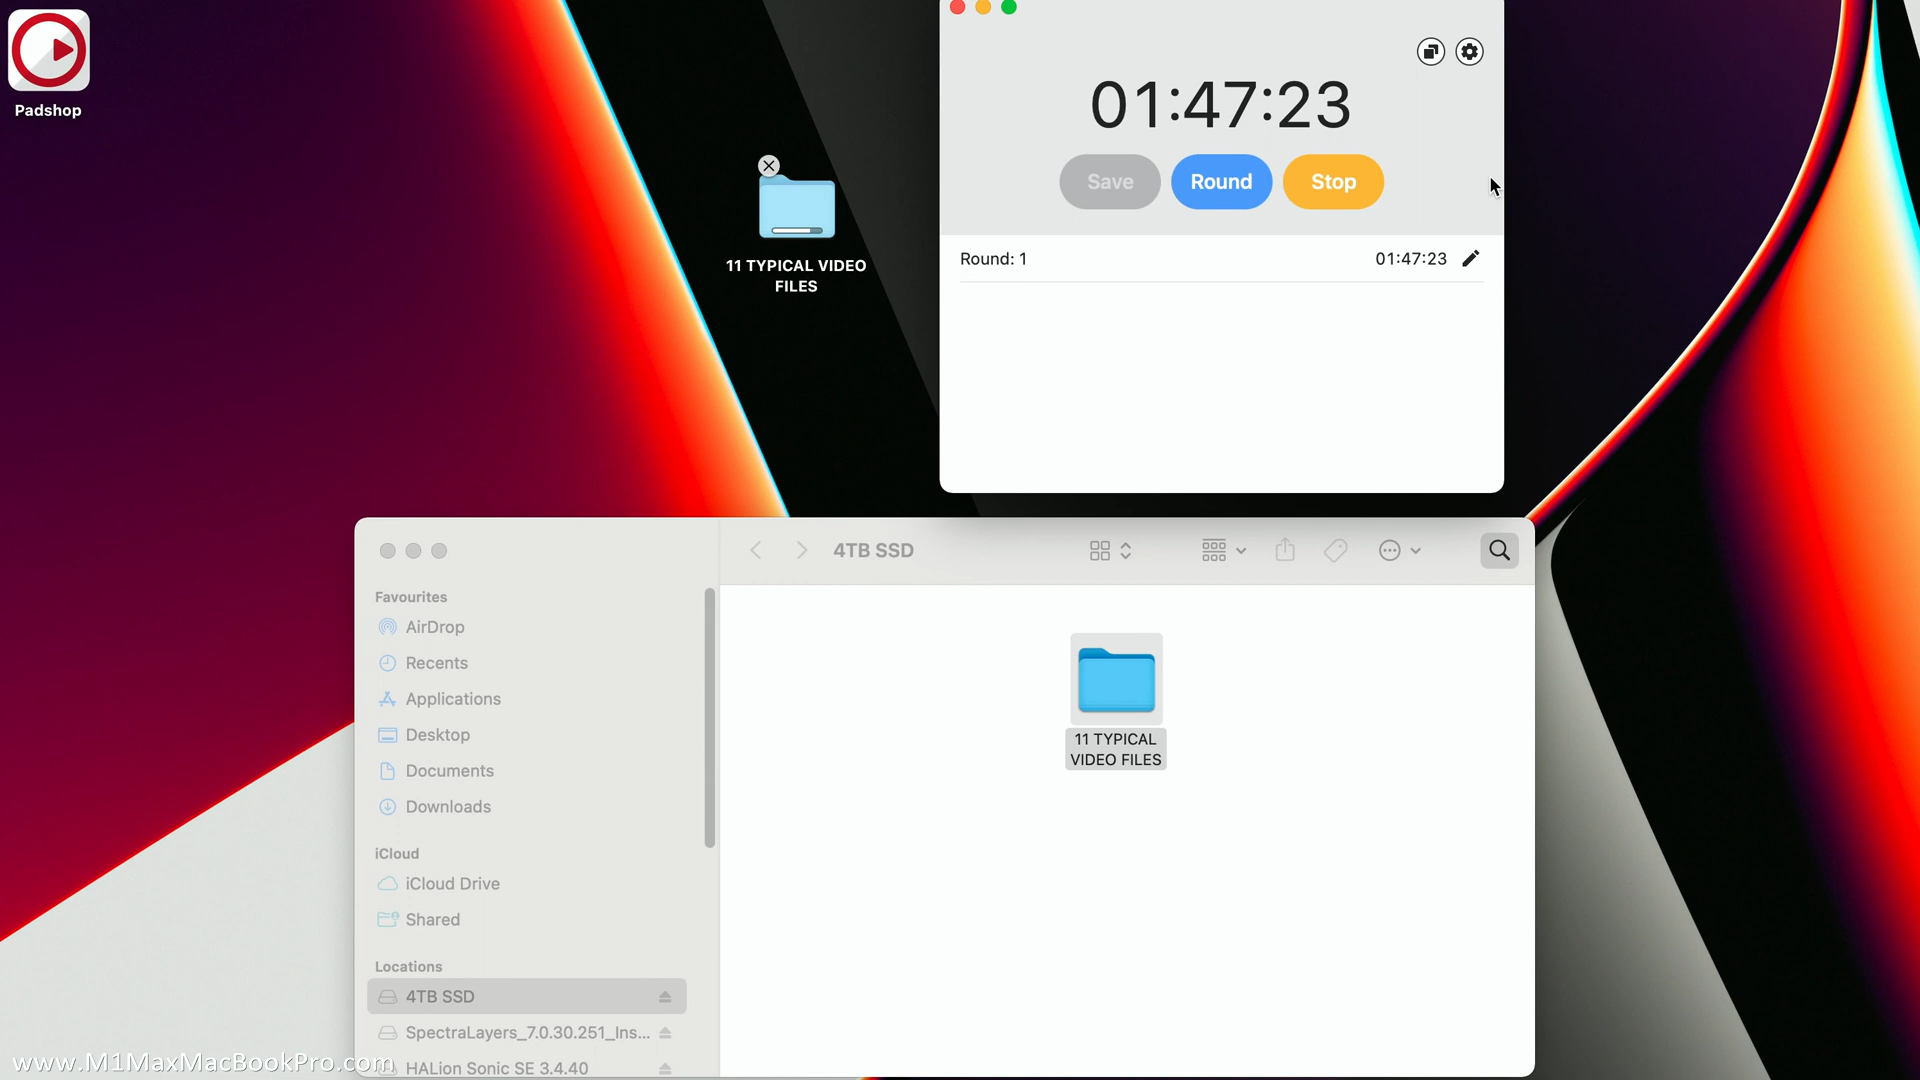 Padshop
11 TYPICAL VIDEO
FILES
01:47:23
Save
Round
Stop
Round: 1
01:47:23
4TB SSD
Favourites
AirDrop
Recents
Applications
Desktop
Documents
Downloads
iCloud
iCloud Drive
Shared
Locations
4TB SSD
SpectraLayers_7.0.30.251_Ins...
HALion Sonic SE 3.4.40
11 TYPICAL
VIDEO FILES
www.M1MaxMacBookPro.com